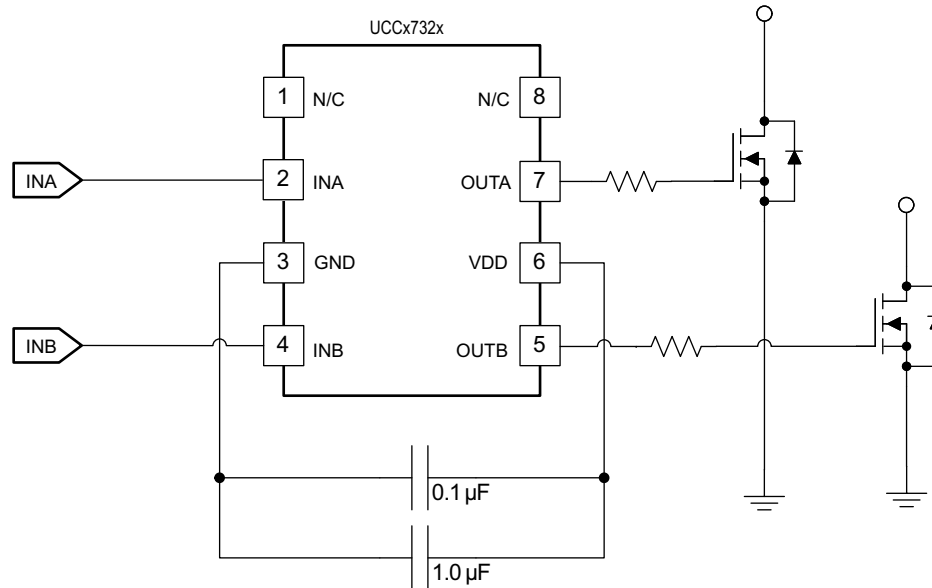 UCCx732x
1 N/C
N/C 8
INA
2 INA
OUTA 7
3 GND
VDD 6
INB
4 INB
OUTB 5
0.1 µF
1.0 µF